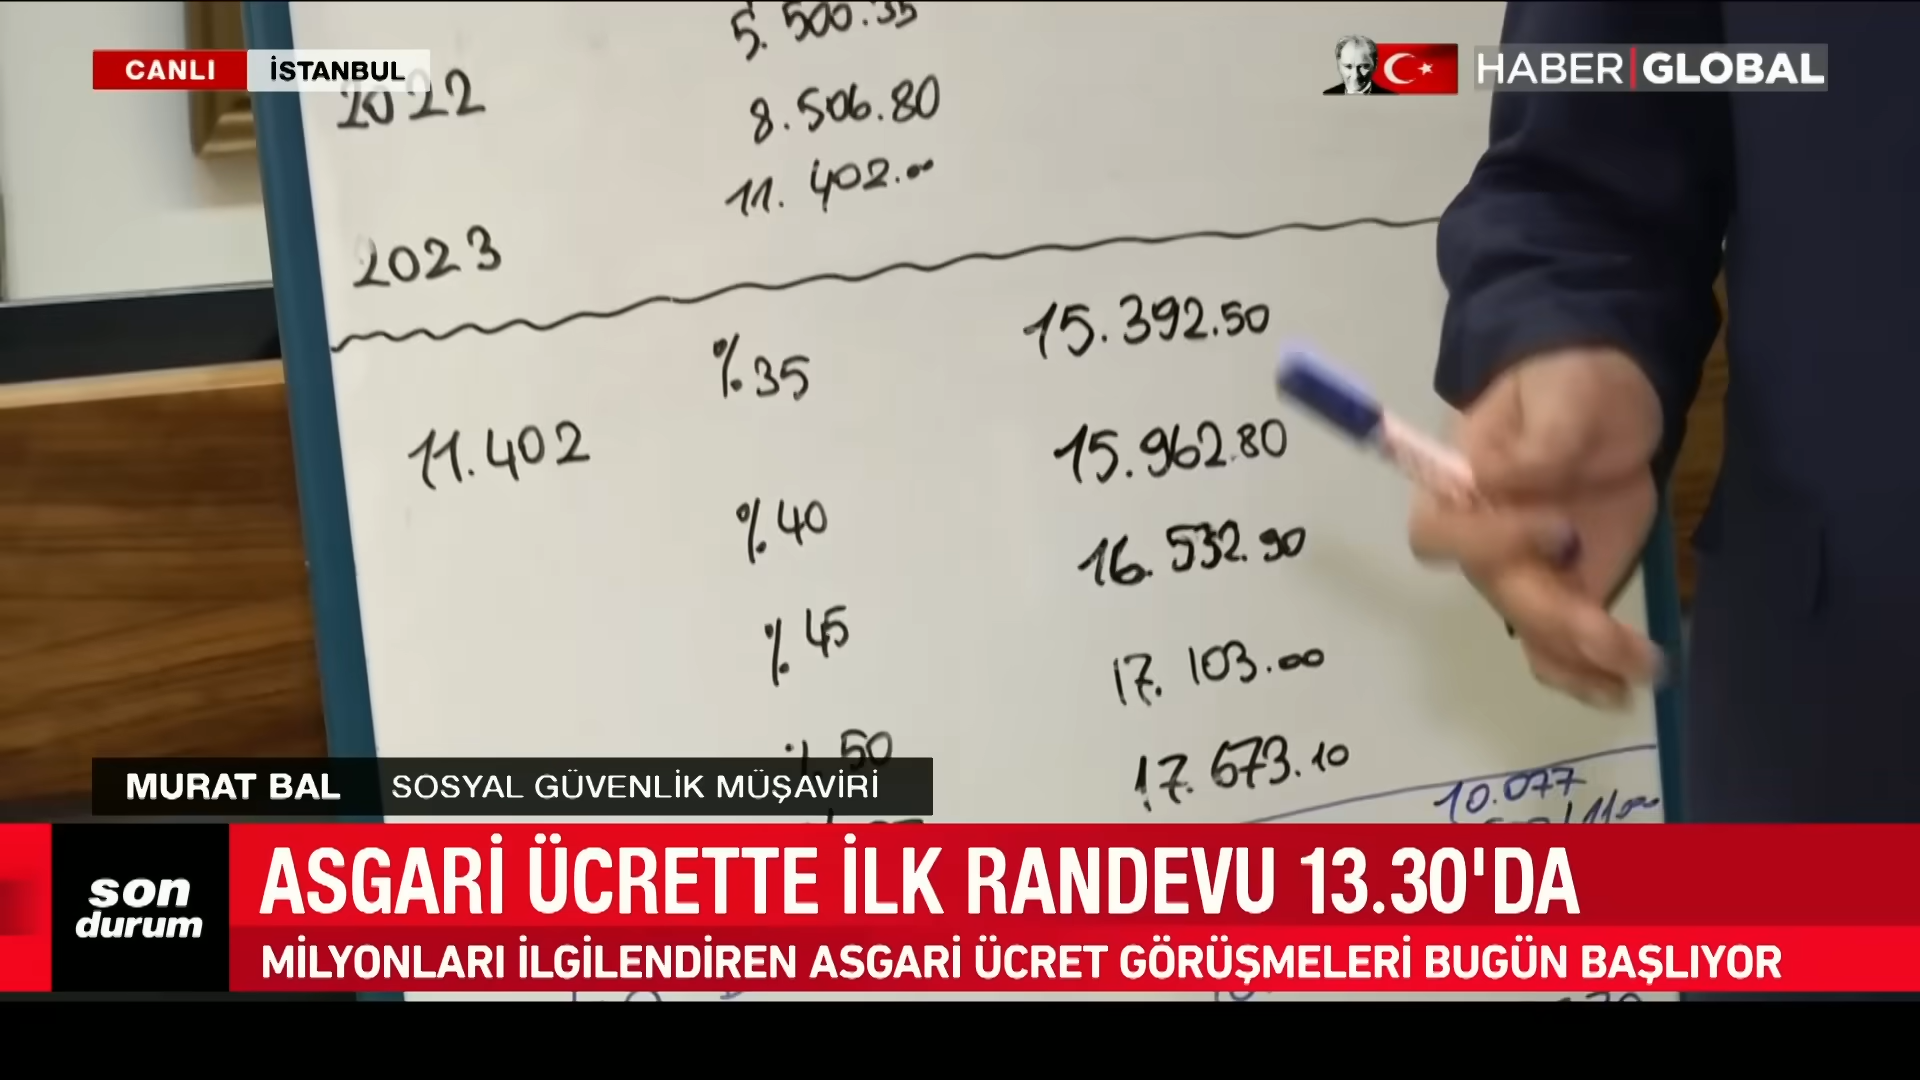 CANLI İSTANBUL
HABER GLOBAL
5.500.35
2022
8.506.80
11.402.00
2023
%35 15.392.50
11.402
15.962.80
%40
16.532.90
%45
17.103.00
%50
17.673.10
10.077
MURAT BAL SOSYAL GÜVENLİK MÜŞAVİRİ
son
durum
ASGARİ ÜCRETTE İLK RANDEVU 13.30'DA
MİLYONLARI İLGİLENDİREN ASGARİ ÜCRET GÖRÜŞMELERİ BUGÜN BAŞLIYOR